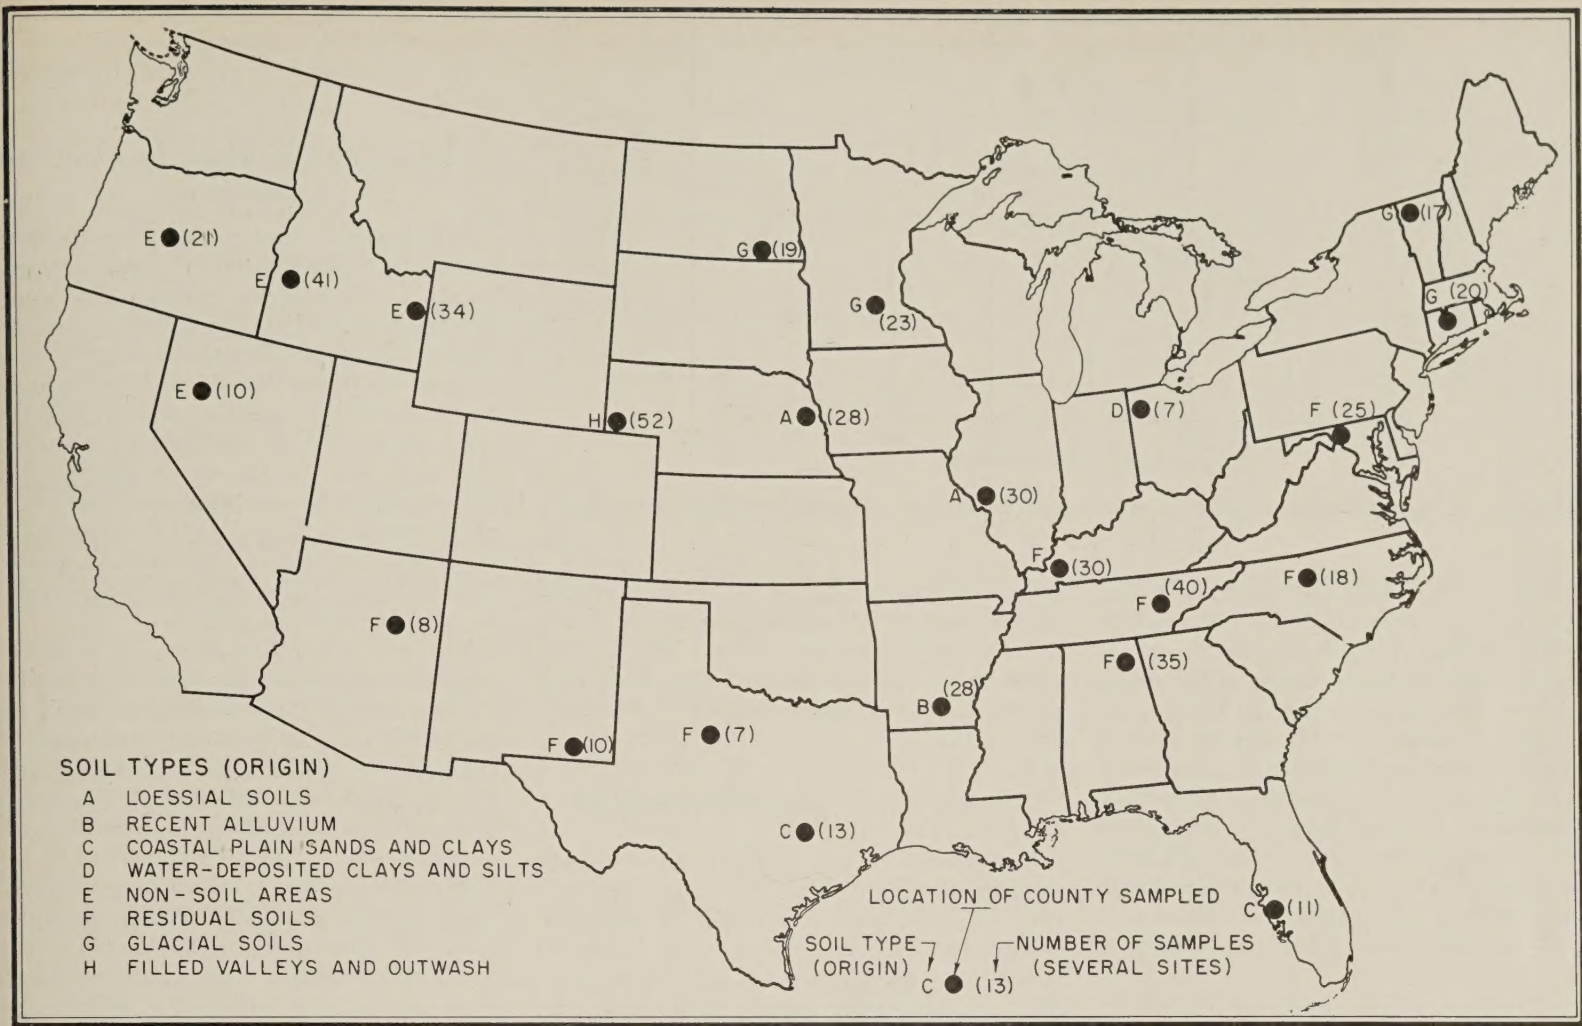 G (17)
E (21)
G (19)
E (41)
G (20)
E (34)
G (23)
E (10)
H (52)
A (28)
D (7)
F (25)
A (30)
F (30)
F (40)
F (18)
F (8)
F (35)
B (28)
F (10)
F (7)
C (13)
C (11)
SOIL TYPES (ORIGIN)
A LOESSIAL SOILS
B RECENT ALLUVIUM
C COASTAL PLAIN SANDS AND CLAYS
D WATER-DEPOSITED CLAYS AND SILTS
E NON-SOIL AREAS
F RESIDUAL SOILS
G GLACIAL SOILS
H FILLED VALLEYS AND OUTWASH
LOCATION OF COUNTY SAMPLED
SOIL TYPE
(ORIGIN)
NUMBER OF SAMPLES
(SEVERAL SITES)
C (13)